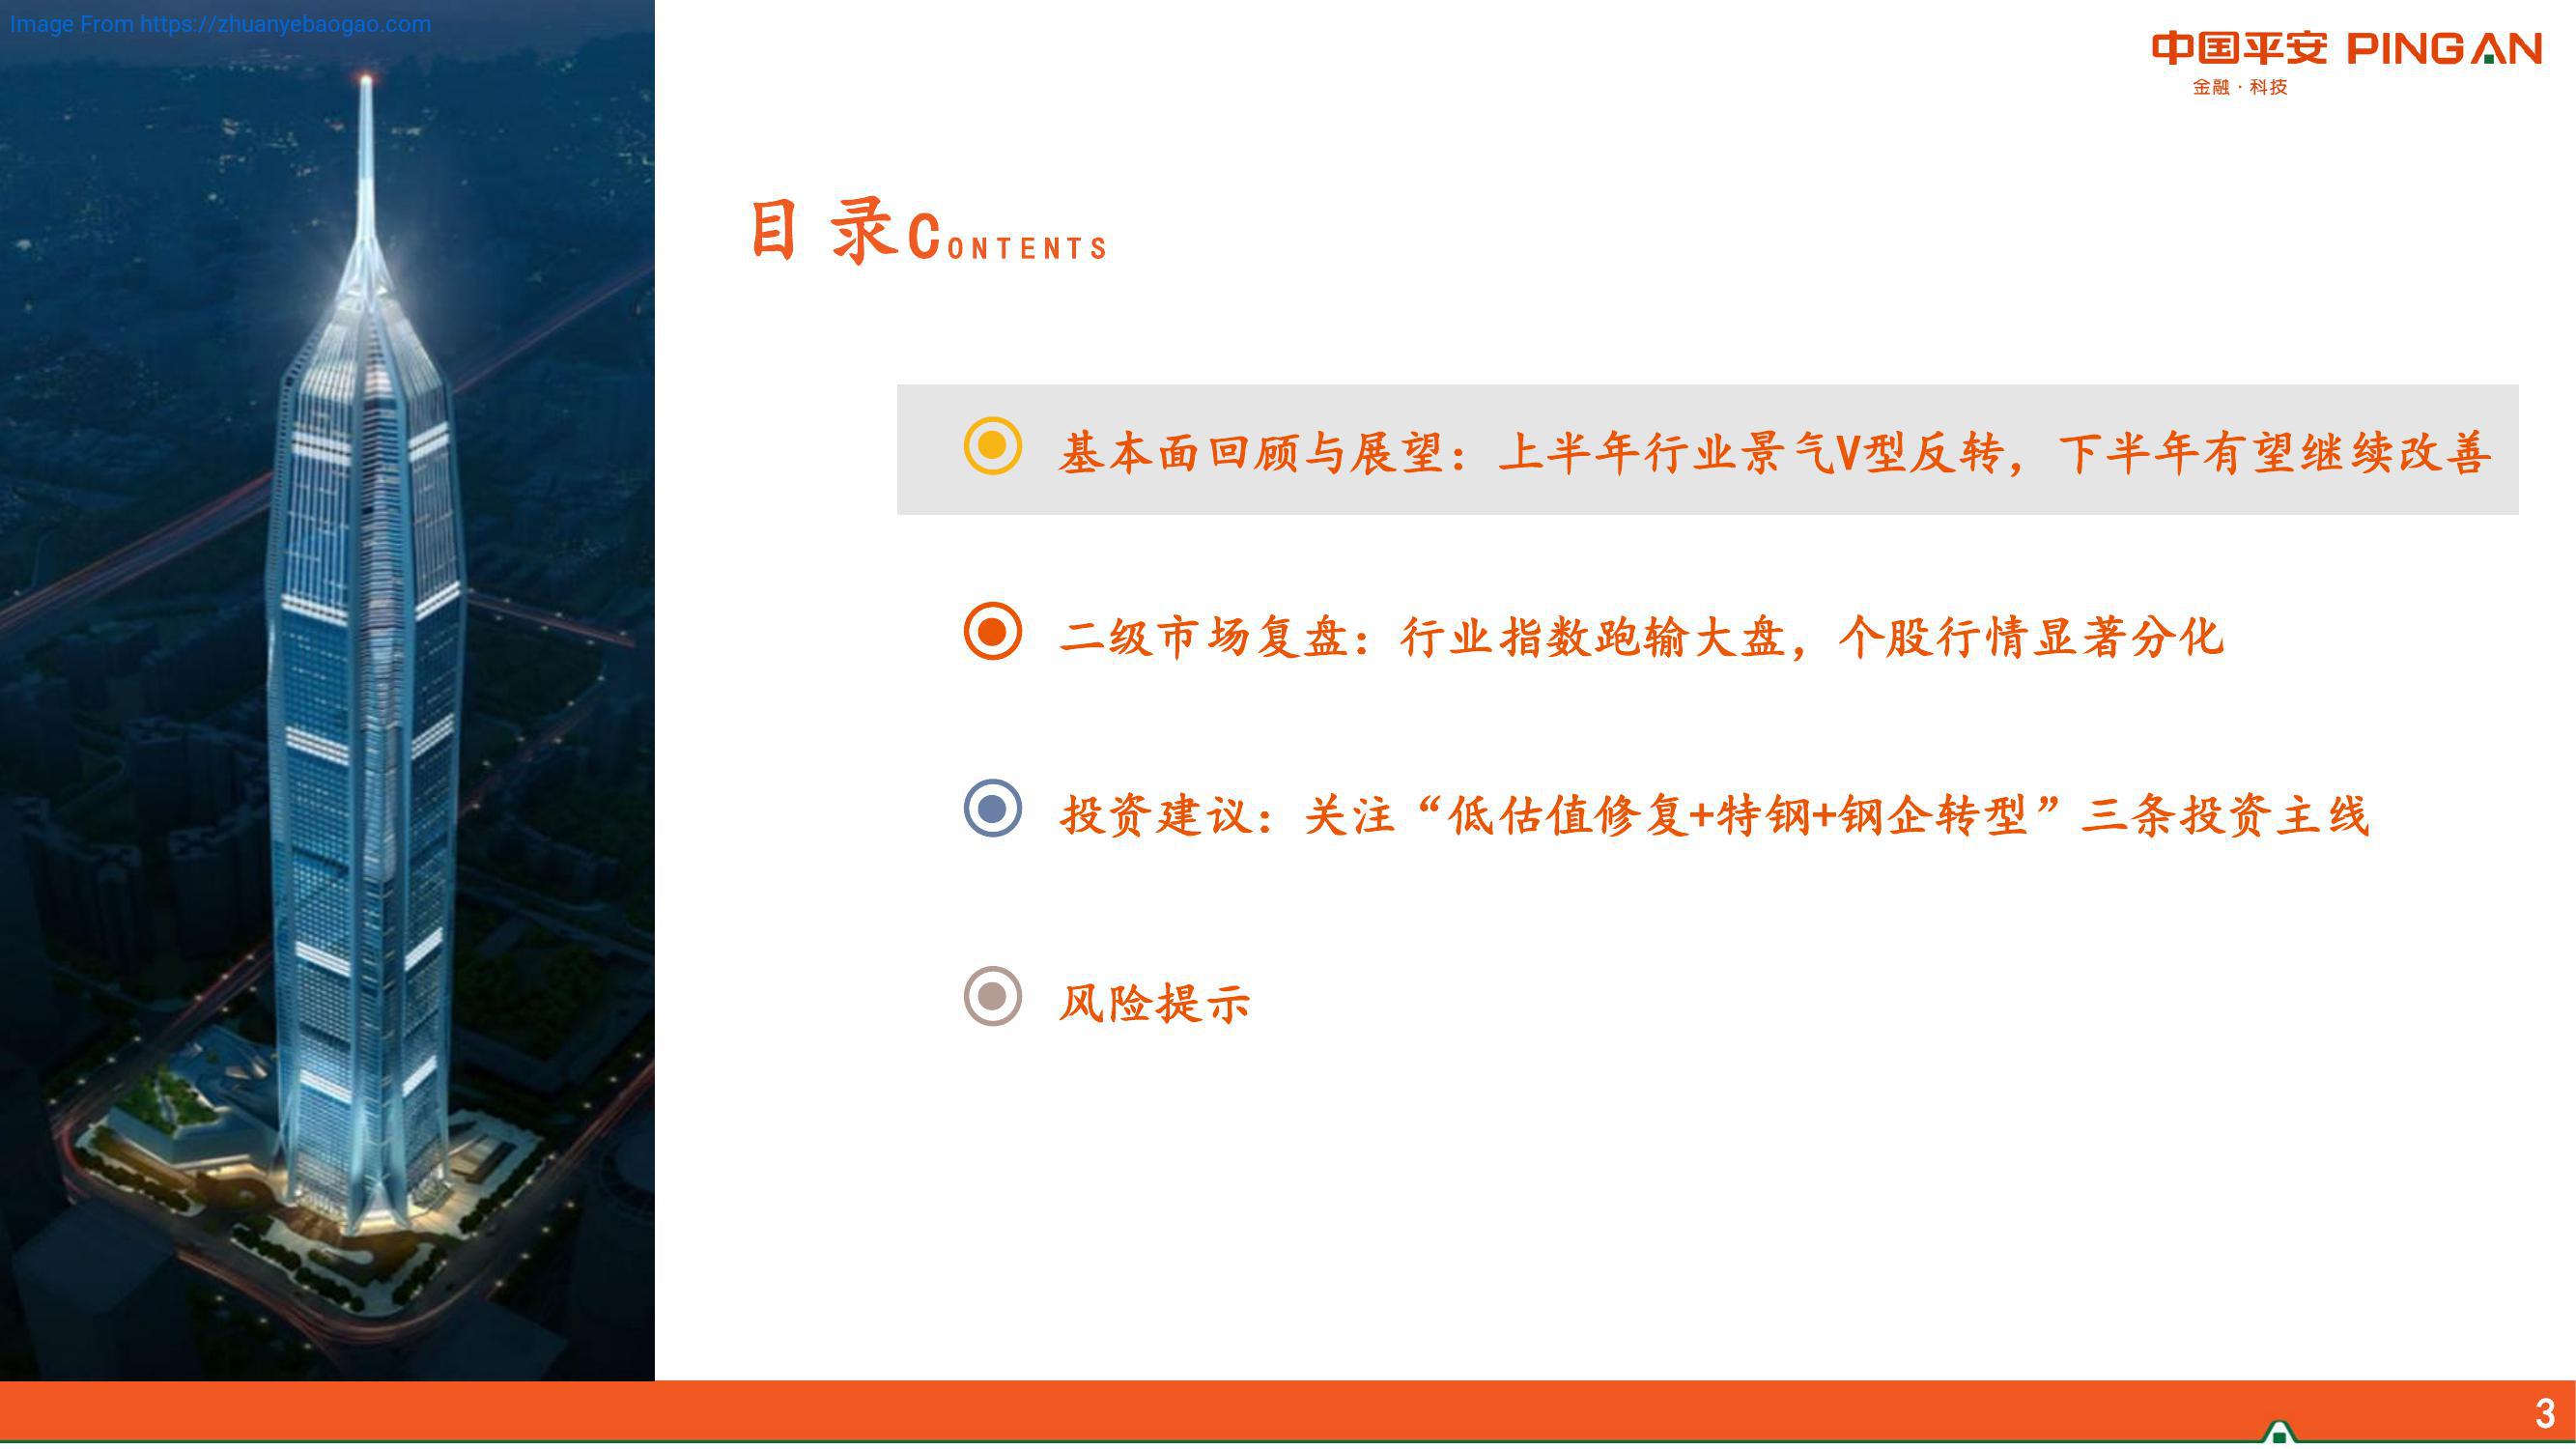 Image From https://zhuanyebaogao.com
中国平安 PINGAN
金融·科技
目录CONTENTS
基本面回顾与展望：上半年行业景气V型反转，下半年有望继续改善
二级市场复盘：行业指数跑输大盘，个股行情显著分化
投资建议：关注“低估值修复+特钢+钢企转型”三条投资主线
风险提示
3